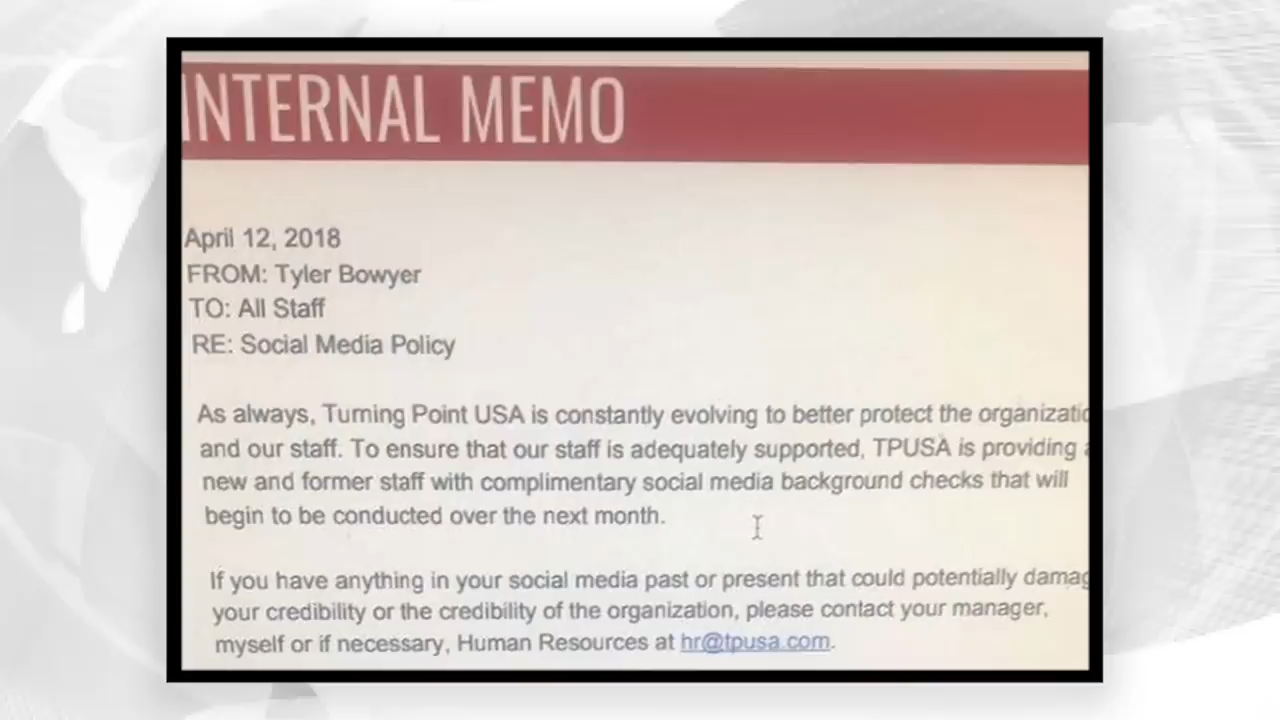 INTERNAL MEMO
April 12, 2018
FROM: Tyler Bowyer
TO: All Staff
RE: Social Media Policy
As always, Turning Point USA is constantly evolving to better protect the organizatio
and our staff. To ensure that our staff is adequately supported, TPUSA is providing
new and former staff with complimentary social media background checks that will
begin to be conducted over the next month.
If you have anything in your social media past or present that could potentially damag
your credibility or the credibility of the organization, please contact your manager,
myself or if necessary, Human Resources at hr@tpusa.com.